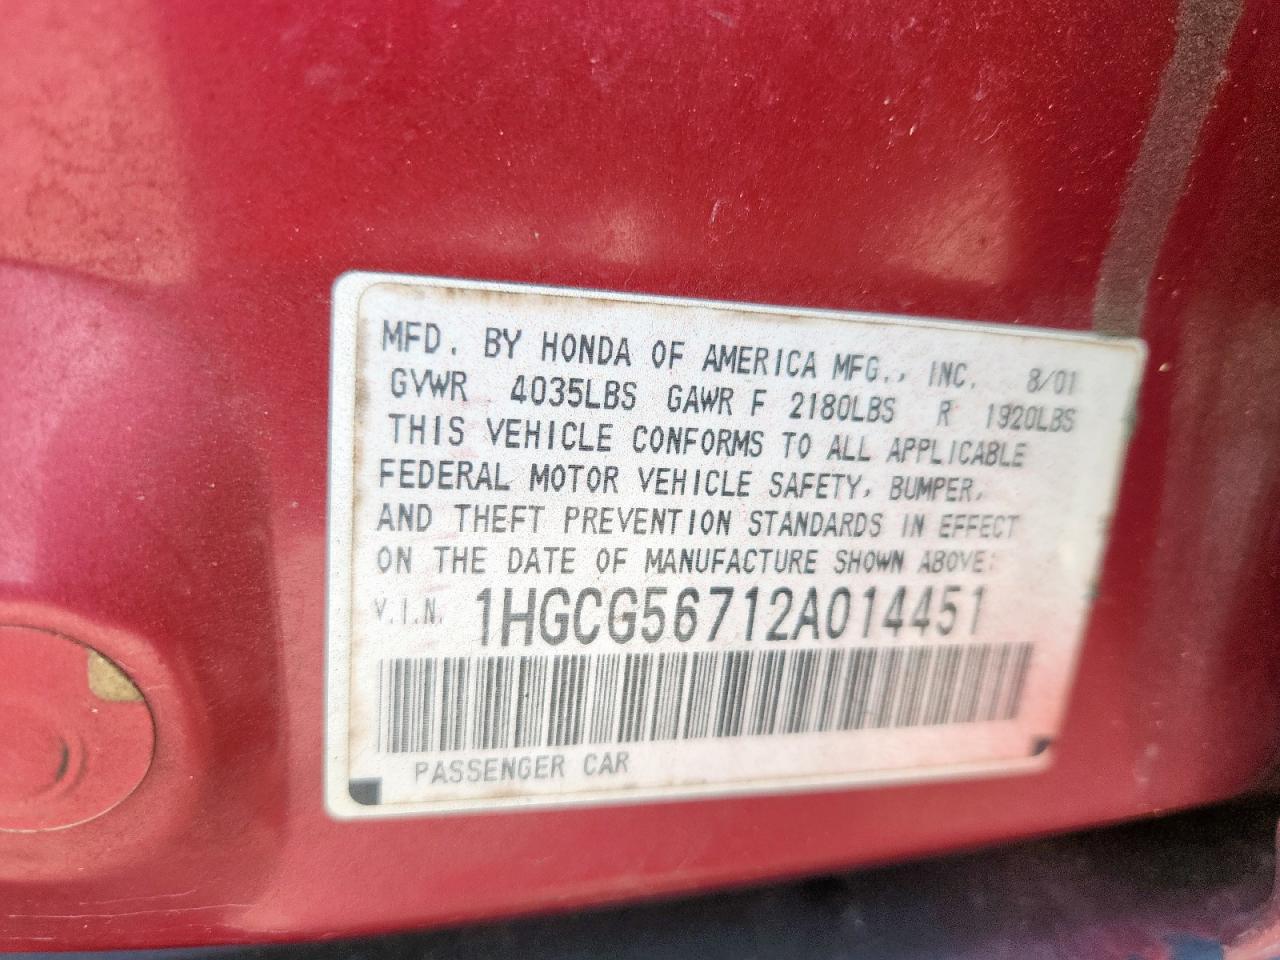 MFD. BY HONDA OF AMERICA MFG., INC. 8/01
GVWR 4035LBS GAWR F 2180LBS R 1920LBS
THIS VEHICLE CONFORMS TO ALL APPLICABLE
FEDERAL MOTOR VEHICLE SAFETY, BUMPER,
AND THEFT PREVENTION STANDARDS IN EFFECT
ON THE DATE OF MANUFACTURE SHOWN ABOVE:
V.I.N. 1HGCG56712A014451
PASSENGER CAR